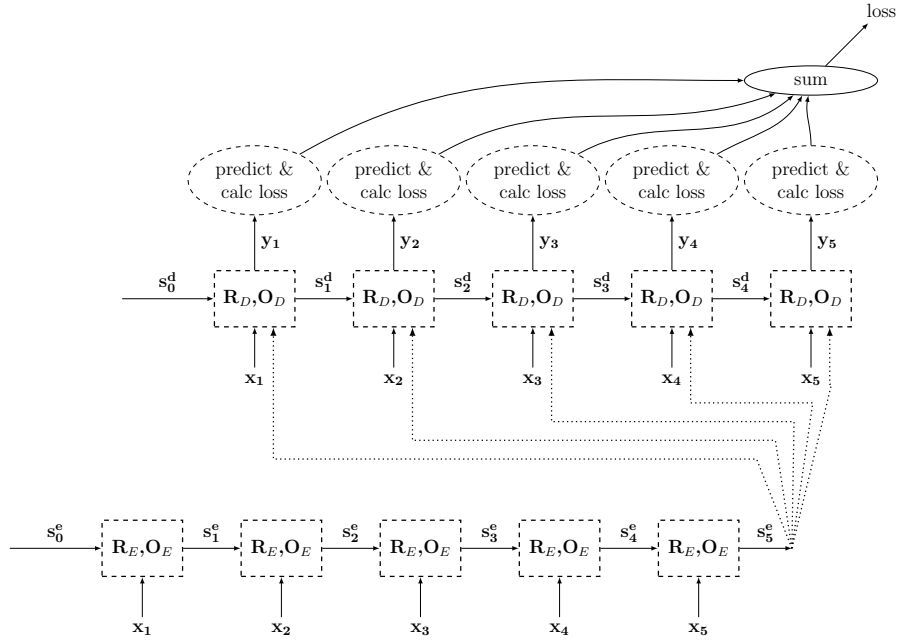 loss
sum
predict & calc loss predict & calc loss predict & calc loss predict & calc loss predict & calc loss
y₁ y₂ y₃ y₄ y₅
s₀ᵈ s₁ᵈ s₂ᵈ s₃ᵈ s₄ᵈ
R_D,O_D R_D,O_D R_D,O_D R_D,O_D R_D,O_D
x₁ x₂ x₃ x₄ x₅
s₀ᵉ s₁ᵉ s₂ᵉ s₃ᵉ s₄ᵉ s₅ᵉ
R_E,O_E R_E,O_E R_E,O_E R_E,O_E R_E,O_E
x₁ x₂ x₃ x₄ x₅